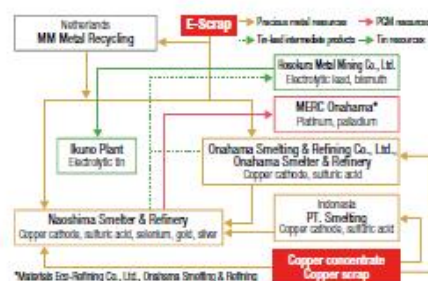 Netherlands
MM Metal Recycling
E-Scrap
Precious metal resources
PGM resources
Tin-lead intermediate products
Tin resources
Hosokura Metal Mining Co., Ltd.
Electrolytic lead, bismuth
MERC Onahama*
Platinum, palladium
Ikuno Plant
Electrolytic tin
Onahama Smelting & Refining Co., Ltd.,
Onahama Smelter & Refinery
Copper cathode, sulfuric acid
Indonesia
PT. Smelting
Copper cathode, sulfuric acid
Naoshima Smelter & Refinery
Copper cathode, sulfuric acid, selenium, gold, silver
Copper concentrate
Copper scrap
*Materials Eco-Refining Co., Ltd., Onahama Smelting & Refining